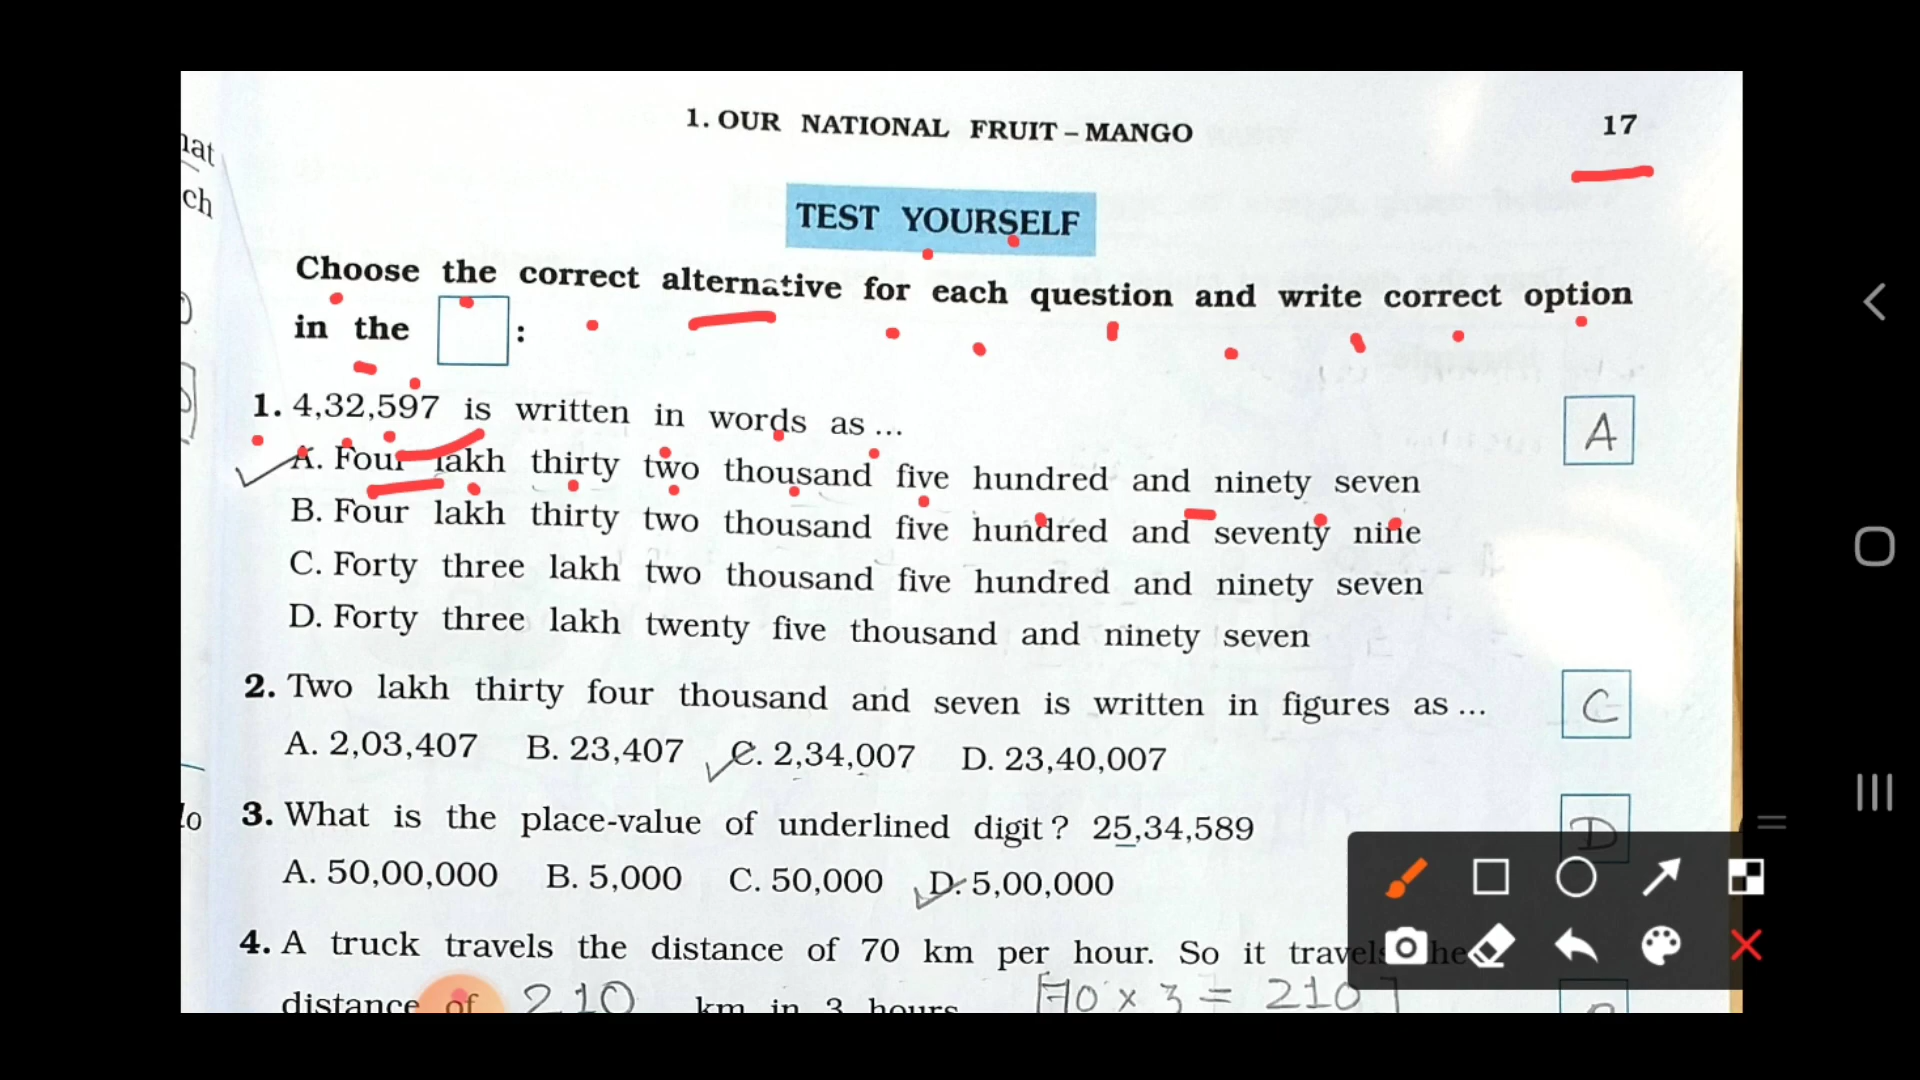 1. OUR NATIONAL FRUIT – MANGO 17
ch
TEST YOURSELF
Choose the correct alternative for each question and write correct option
in the :
1. 4,32,597 is written in words as ... A
A. Four lakh thirty two thousand five hundred and ninety seven
B. Four lakh thirty two thousand five hundred and seventy nine
C. Forty three lakh two thousand five hundred and ninety seven
D. Forty three lakh twenty five thousand and ninety seven
2. Two lakh thirty four thousand and seven is written in figures as ... C
A. 2,03,407 B. 23,407 C. 2,34,007 D. 23,40,007
3. What is the place-value of underlined digit ? 25,34,589 D
A. 50,00,000 B. 5,000 C. 50,000 D. 5,00,000
4. A truck travels the distance of 70 km per hour. So it travels he
distance of 210 km in 3 hours [70 x 3 = 210]